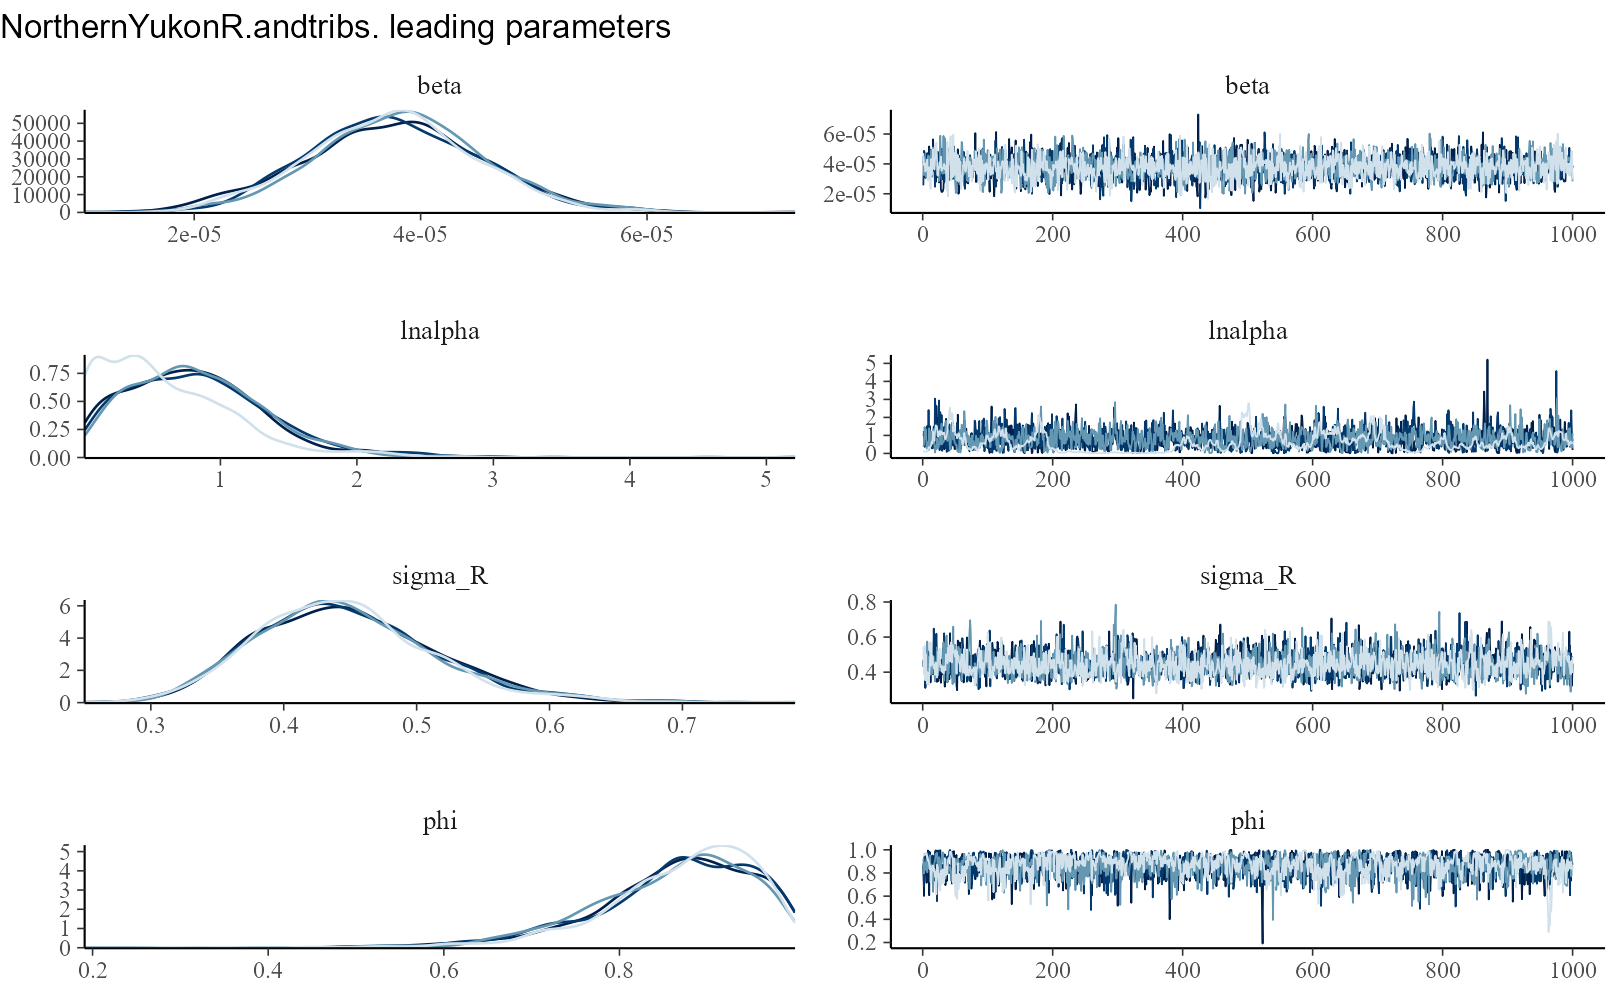 NorthernYukonR.andtribs. leading parameters
beta
50000
40000
30000
20000
10000
0
2e-05 4e-05 6e-05
beta
6e-05
4e-05
2e-05
0 200 400 600 800 1000
lnalpha
0.75
0.50
0.25
0.00
1 2 3 4 5
lnalpha
5
4
3
2
1
0
0 200 400 600 800 1000
sigma_R
6
4
2
0
0.3 0.4 0.5 0.6 0.7
sigma_R
0.8
0.6
0.4
0 200 400 600 800 1000
phi
5
4
3
2
1
0
0.2 0.4 0.6 0.8
phi
1.0
0.8
0.6
0.4
0.2
0 200 400 600 800 1000